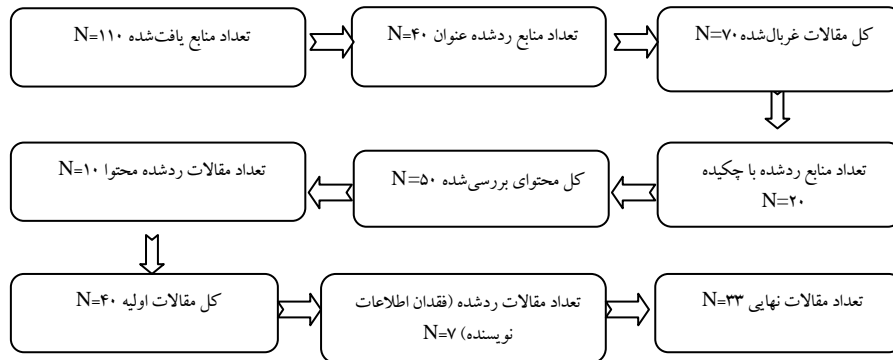 تعداد منابع یافت‌شده N=۱۱۰
تعداد منابع ردشده عنوان N=۴۰
کل مقالات غربال‌شده N=۷۰
تعداد منابع ردشده با چکیده
N=۲۰
کل محتوای بررسی‌شده N=۵۰
تعداد مقالات ردشده محتوا N=۱۰
کل مقالات اولیه N=۴۰
تعداد مقالات ردشده (فقدان اطلاعات
نویسنده) N=۷
تعداد مقالات نهایی N=۳۳